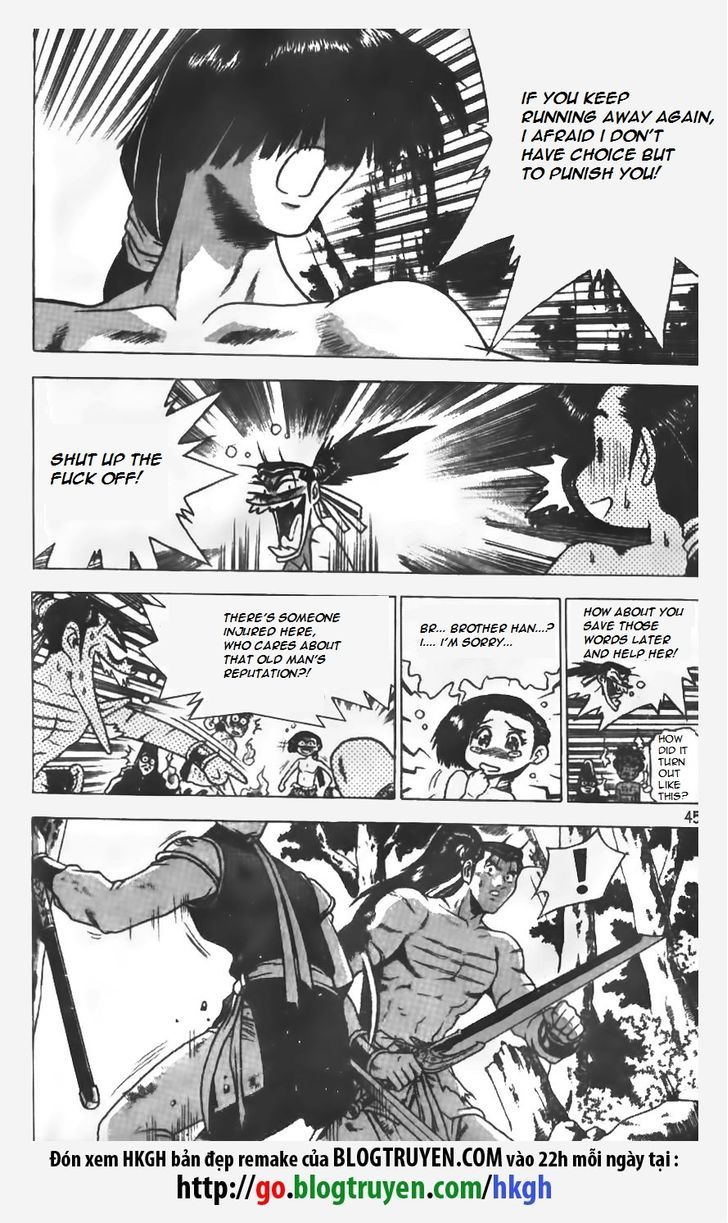 IF YOU KEEP
RUNNING AWAY AGAIN,
I AFRAID I DON'T
HAVE CHOICE BUT
TO PUNISH YOU!
SHUT UP THE
FUCK OFF!
THERE'S SOMEONE
INJURED HERE,
WHO CARES ABOUT
THAT OLD MAN'S
REPUTATION?!
BR... BROTHER HAN...?
I.... I'M SORRY...
HOW ABOUT YOU
SAVE THOSE
WORDS LATER
AND HELP HER!
HOW
DID IT
TURN
OUT
LIKE
THIS?
45
!
Đón xem HKGH bản đẹp remake của BLOGTRUYEN.COM vào 22h mỗi ngày tại :
http://go.blogtruyen.com/hkgh